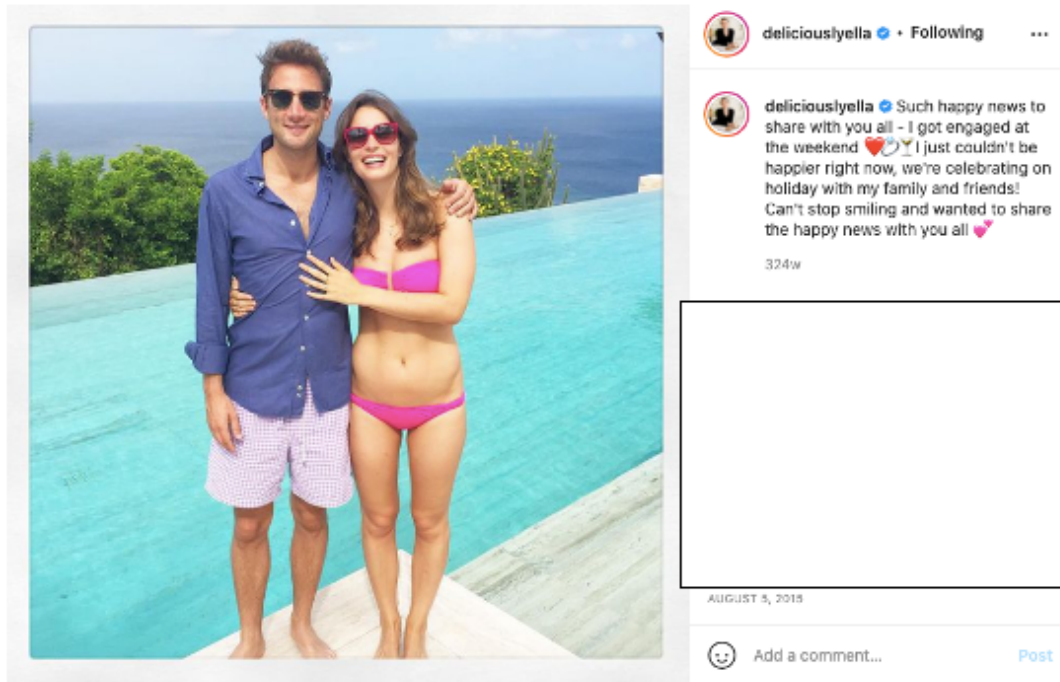 deliciouslyella • Following
deliciouslyella Such happy news to
share with you all - I got engaged at
the weekend ❤️💍🍸I just couldn't be
happier right now, we're celebrating on
holiday with my family and friends!
Can't stop smiling and wanted to share
the happy news with you all 💕
324w
AUGUST 5, 2015
Add a comment...
Post